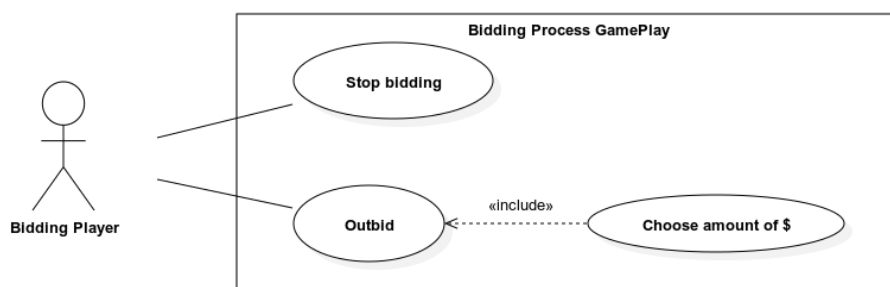 Bidding Process GamePlay
Stop bidding
Bidding Player
Outbid
«include»
Choose amount of $